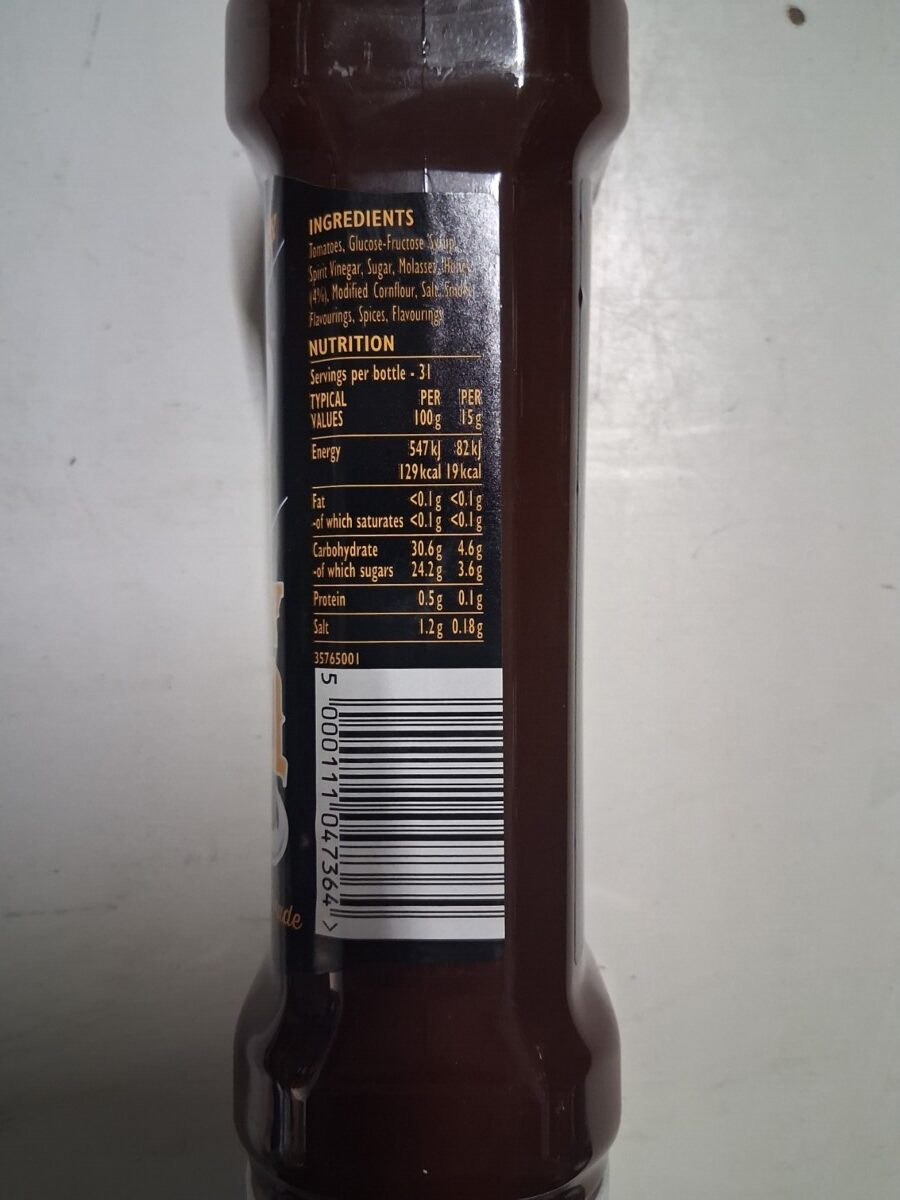 INGREDIENTS
Tomatoes, Glucose-Fructose Syrup,
Spirit Vinegar, Sugar, Molasses, Honey
(4%), Modified Cornflour, Salt, Smoke
Flavourings, Spices, Flavourings
NUTRITION
Servings per bottle - 31
TYPICAL PER PER
VALUES 100g 15g
Energy 547kJ 82kJ
129kcal 19kcal
Fat <0.1g <0.1g
-of which saturates <0.1g <0.1g
Carbohydrate 30.6g 4.6g
-of which sugars 24.2g 3.6g
Protein 0.5g 0.1g
Salt 1.2g 0.18g
35765001
5 000111 047364 >